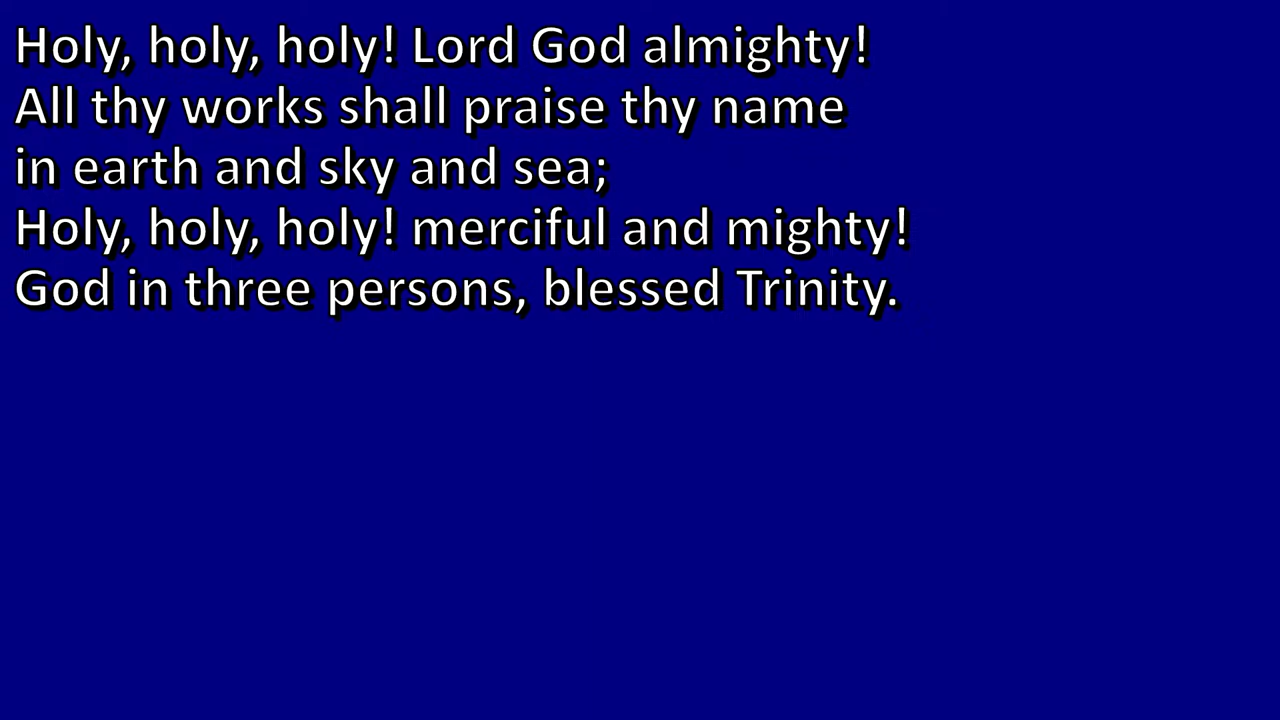 Holy, holy, holy! Lord God almighty!
All thy works shall praise thy name
in earth and sky and sea;
Holy, holy, holy! merciful and mighty!
God in three persons, blessed Trinity.